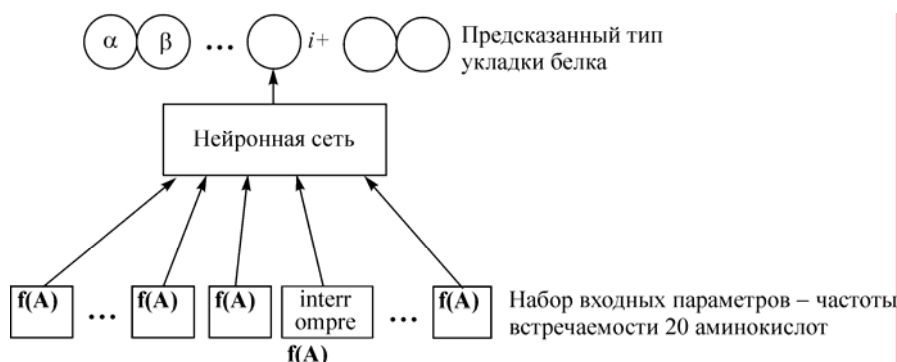 α β ... i+ Предсказанный тип
укладки белка
Нейронная сеть
f(A) ... f(A) f(A) interr ... f(A) Набор входных параметров – частоты
ompre встречаемости 20 аминокислот
f(A)